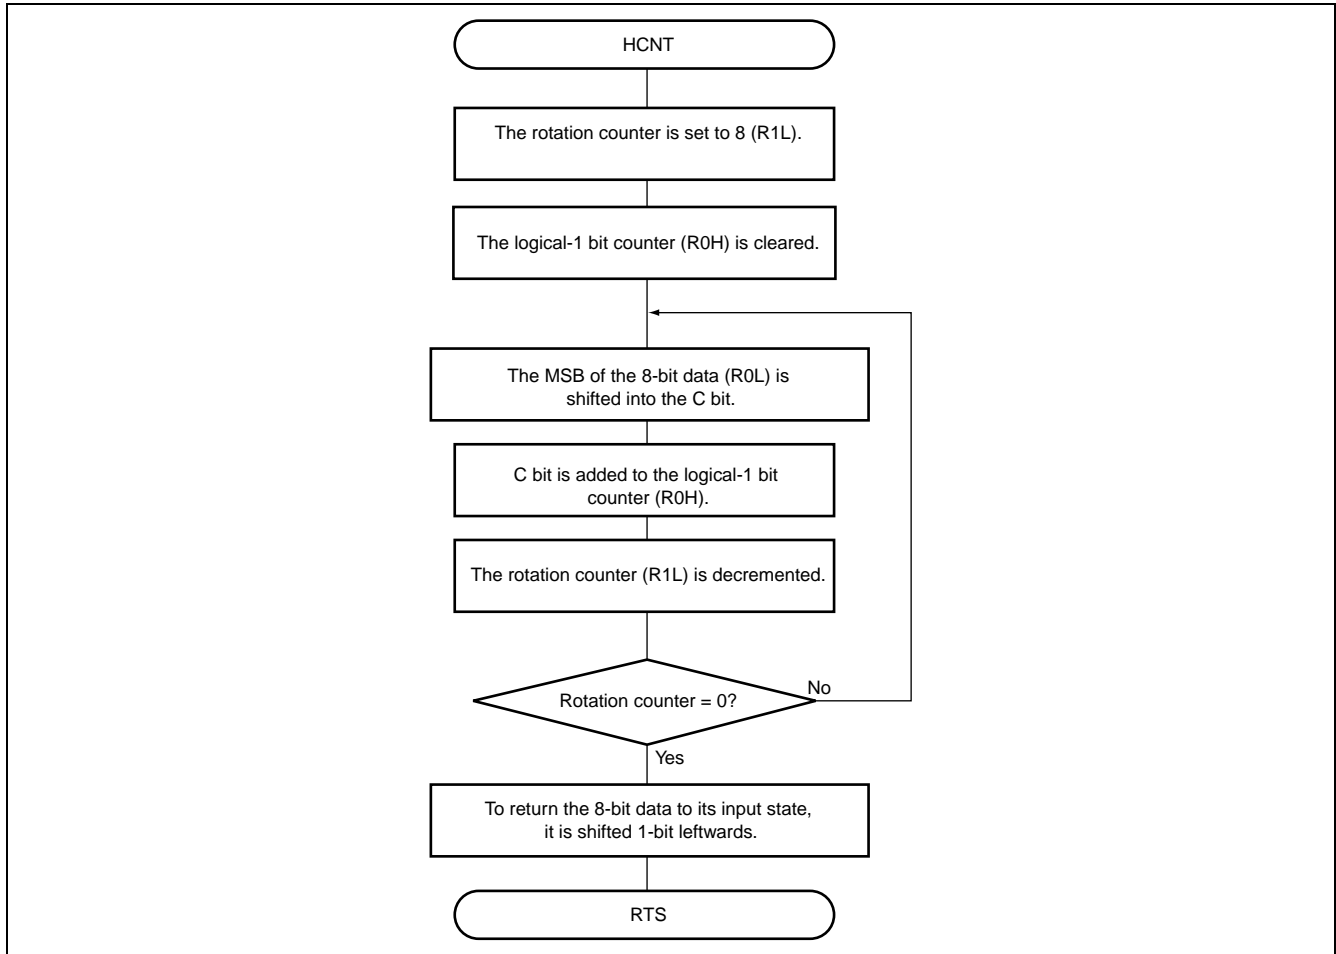 HCNT
The rotation counter is set to 8 (R1L).
The logical-1 bit counter (R0H) is cleared.
The MSB of the 8-bit data (R0L) is
shifted into the C bit.
C bit is added to the logical-1 bit
counter (R0H).
The rotation counter (R1L) is decremented.
Rotation counter = 0?
No
Yes
To return the 8-bit data to its input state,
it is shifted 1-bit leftwards.
RTS